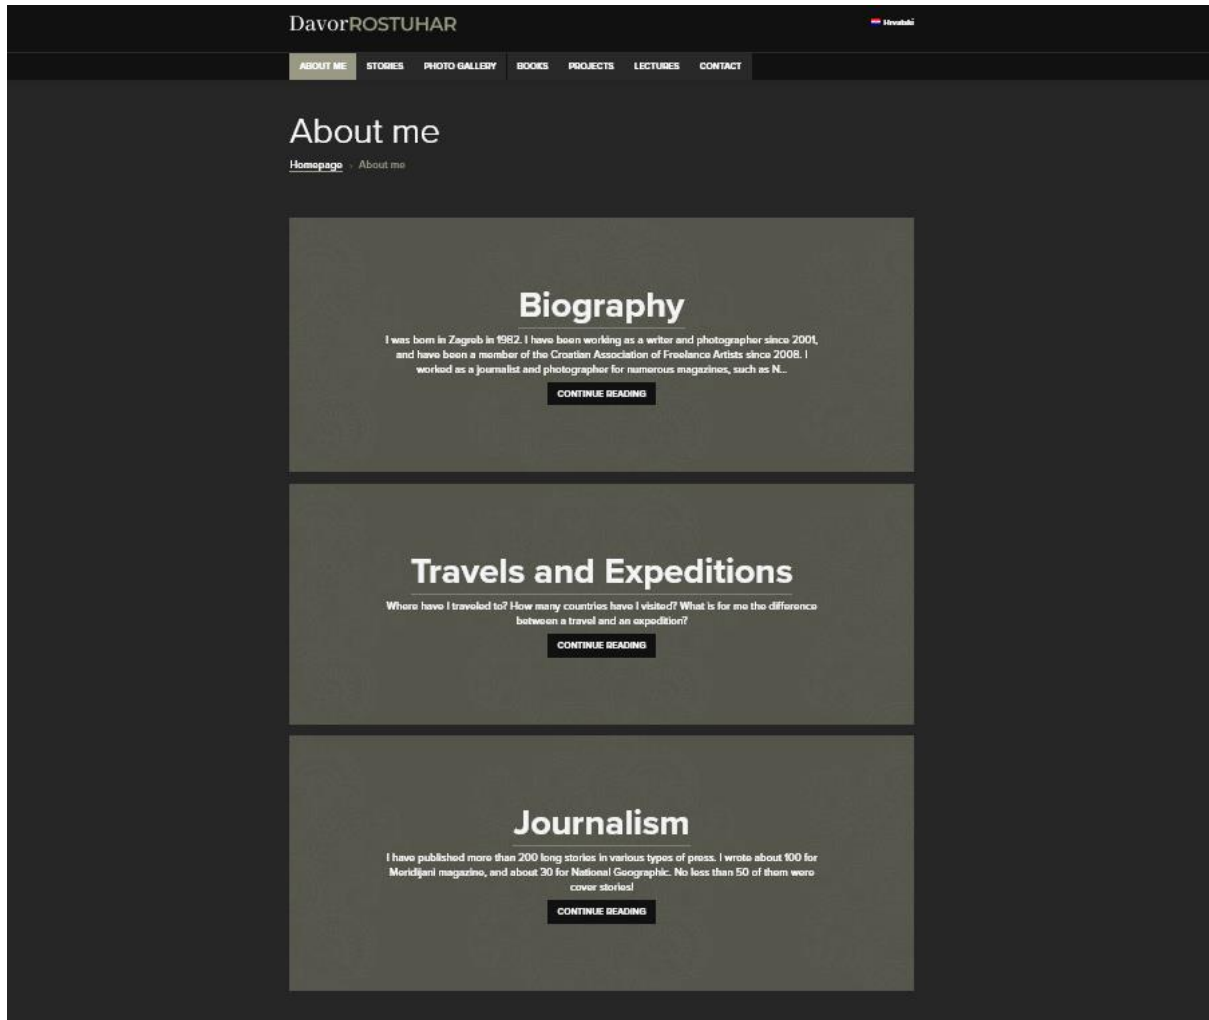 DavorROSTUHAR
Hrvatski
ABOUT ME STORIES PHOTO GALLERY BOOKS PROJECTS LECTURES CONTACT
About me
Homepage › About me
Biography
I was born in Zagreb in 1982. I have been working as a writer and photographer since 2001,
and have been a member of the Croatian Association of Freelance Artists since 2008. I
worked as a journalist and photographer for numerous magazines, such as N...
CONTINUE READING
Travels and Expeditions
Where have I traveled to? How many countries have I visited? What is for me the difference
between a travel and an expedition?
CONTINUE READING
Journalism
I have published more than 200 long stories in various types of press. I wrote about 100 for
Meridijani magazine, and about 30 for National Geographic. No less than 50 of them were
cover stories!
CONTINUE READING